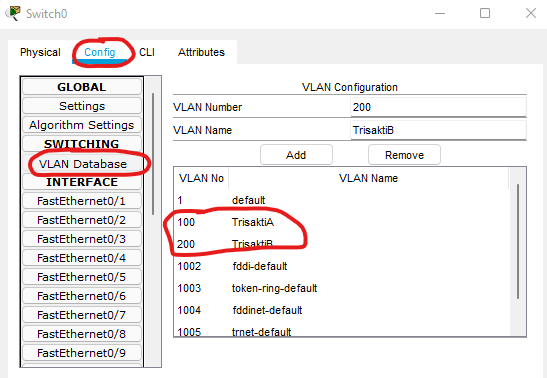 Switch0
Physical Config CLI Attributes
GLOBAL
Settings
Algorithm Settings
SWITCHING
VLAN Database
INTERFACE
FastEthernet0/1
FastEthernet0/2
FastEthernet0/3
FastEthernet0/4
FastEthernet0/5
FastEthernet0/6
FastEthernet0/7
FastEthernet0/8
FastEthernet0/9
VLAN Configuration
VLAN Number 200
VLAN Name TrisaktiB
Add Remove
VLAN No VLAN Name
1 default
100 TrisaktiA
200 TrisaktiB
1002 fddi-default
1003 token-ring-default
1004 fddinet-default
1005 trnet-default